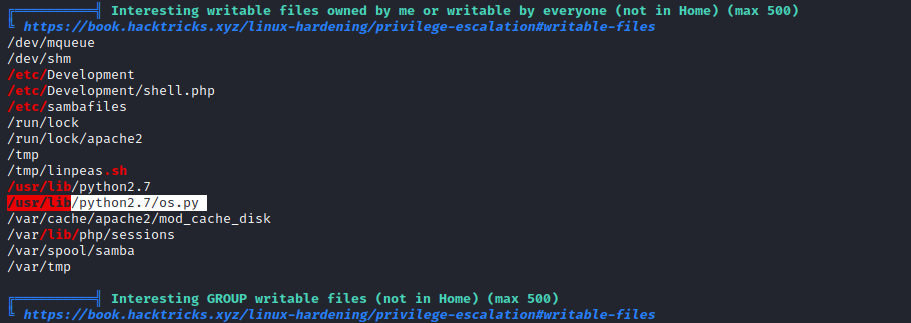 ╔══════════╣ Interesting writable files owned by me or writable by everyone (not in Home) (max 500)
╚ https://book.hacktricks.xyz/linux-hardening/privilege-escalation#writable-files
/dev/mqueue
/dev/shm
/etc/Development
/etc/Development/shell.php
/etc/sambafiles
/run/lock
/run/lock/apache2
/tmp
/tmp/linpeas.sh
/usr/lib/python2.7
/usr/lib/python2.7/os.py
/var/cache/apache2/mod_cache_disk
/var/lib/php/sessions
/var/spool/samba
/var/tmp
╔══════════╣ Interesting GROUP writable files (not in Home) (max 500)
╚ https://book.hacktricks.xyz/linux-hardening/privilege-escalation#writable-files